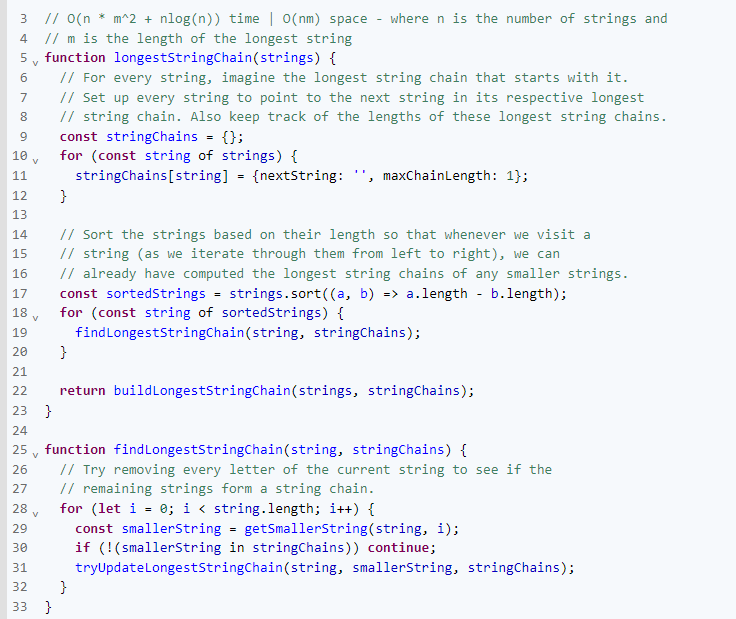 3 // O(n * m^2 + nlog(n)) time | O(nm) space - where n is the number of strings and
4 // m is the length of the longest string
5 function longestStringChain(strings) {
6 // For every string, imagine the longest string chain that starts with it.
7 // Set up every string to point to the next string in its respective longest
8 // string chain. Also keep track of the lengths of these longest string chains.
9 const stringChains = {};
10 for (const string of strings) {
11 stringChains[string] = {nextString: '', maxChainLength: 1};
12 }
13
14 // Sort the strings based on their length so that whenever we visit a
15 // string (as we iterate through them from left to right), we can
16 // already have computed the longest string chains of any smaller strings.
17 const sortedStrings = strings.sort((a, b) => a.length - b.length);
18 for (const string of sortedStrings) {
19 findLongestStringChain(string, stringChains);
20 }
21
22 return buildLongestStringChain(strings, stringChains);
23 }
24
25 function findLongestStringChain(string, stringChains) {
26 // Try removing every letter of the current string to see if the
27 // remaining strings form a string chain.
28 for (let i = 0; i < string.length; i++) {
29 const smallerString = getSmallerString(string, i);
30 if (!(smallerString in stringChains)) continue;
31 tryUpdateLongestStringChain(string, smallerString, stringChains);
32 }
33 }